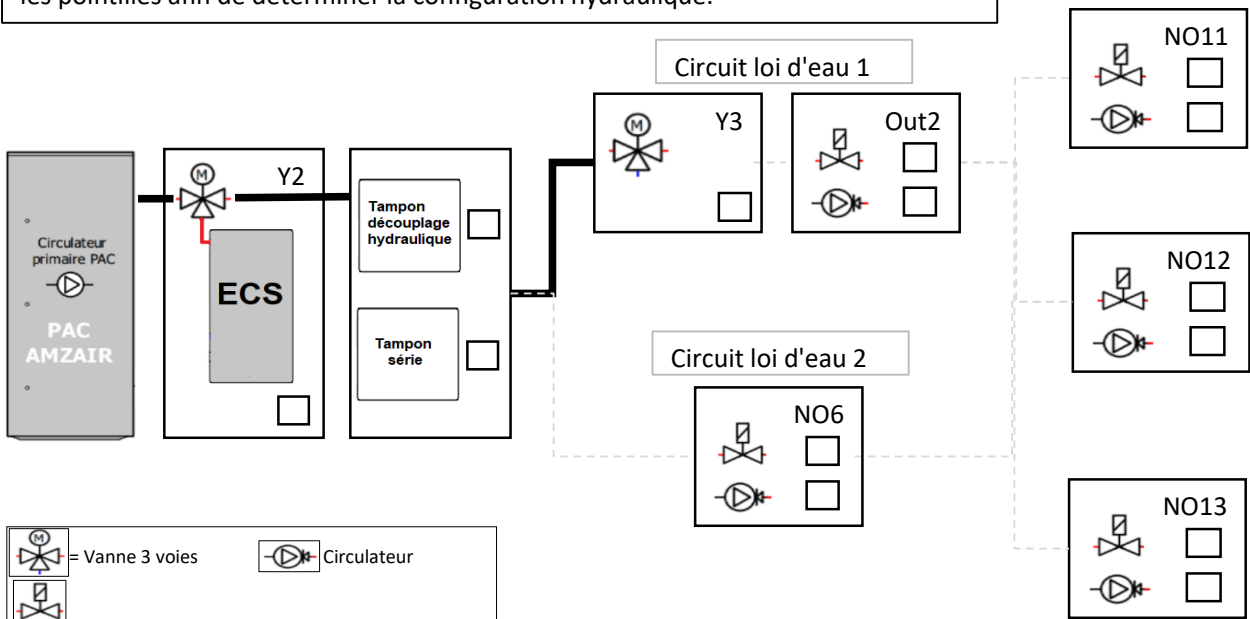 les pointillés afin de déterminer la configuration hydraulique.
Circuit loi d'eau 1
NO11
M
Y3
Out2
M
Y2
Tampon
découplage
hydraulique
Circulateur
primaire PAC
ECS
PAC
AMZAIR
Tampon
série
NO12
Circuit loi d'eau 2
NO6
NO13
M
= Vanne 3 voies
Circulateur